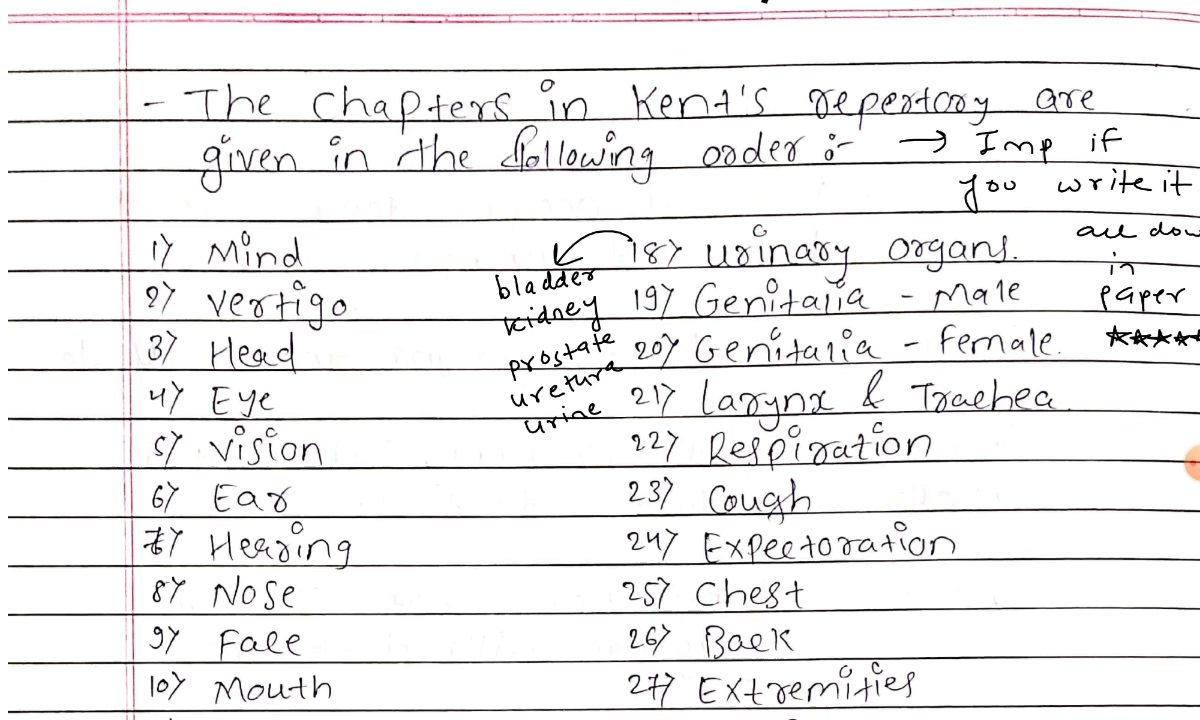 - The Chapters in Kent's repertory are
given in the following order :- → Imp if
you write it
all dow
in
paper
*****
1) Mind
2) Vertigo
3) Head
4) Eye
5) Vision
6) Ear
7) Hearing
8) Nose
9) Face
10) Mouth
18) Urinary organs.
bladder
kidney
prostate
uretura
urine
19) Genitalia - Male
20) Genitalia - Female.
21) Larynx & Trachea.
22) Respiration
23) Cough
24) Expectoration
25) Chest
26) Back
27) Extremities